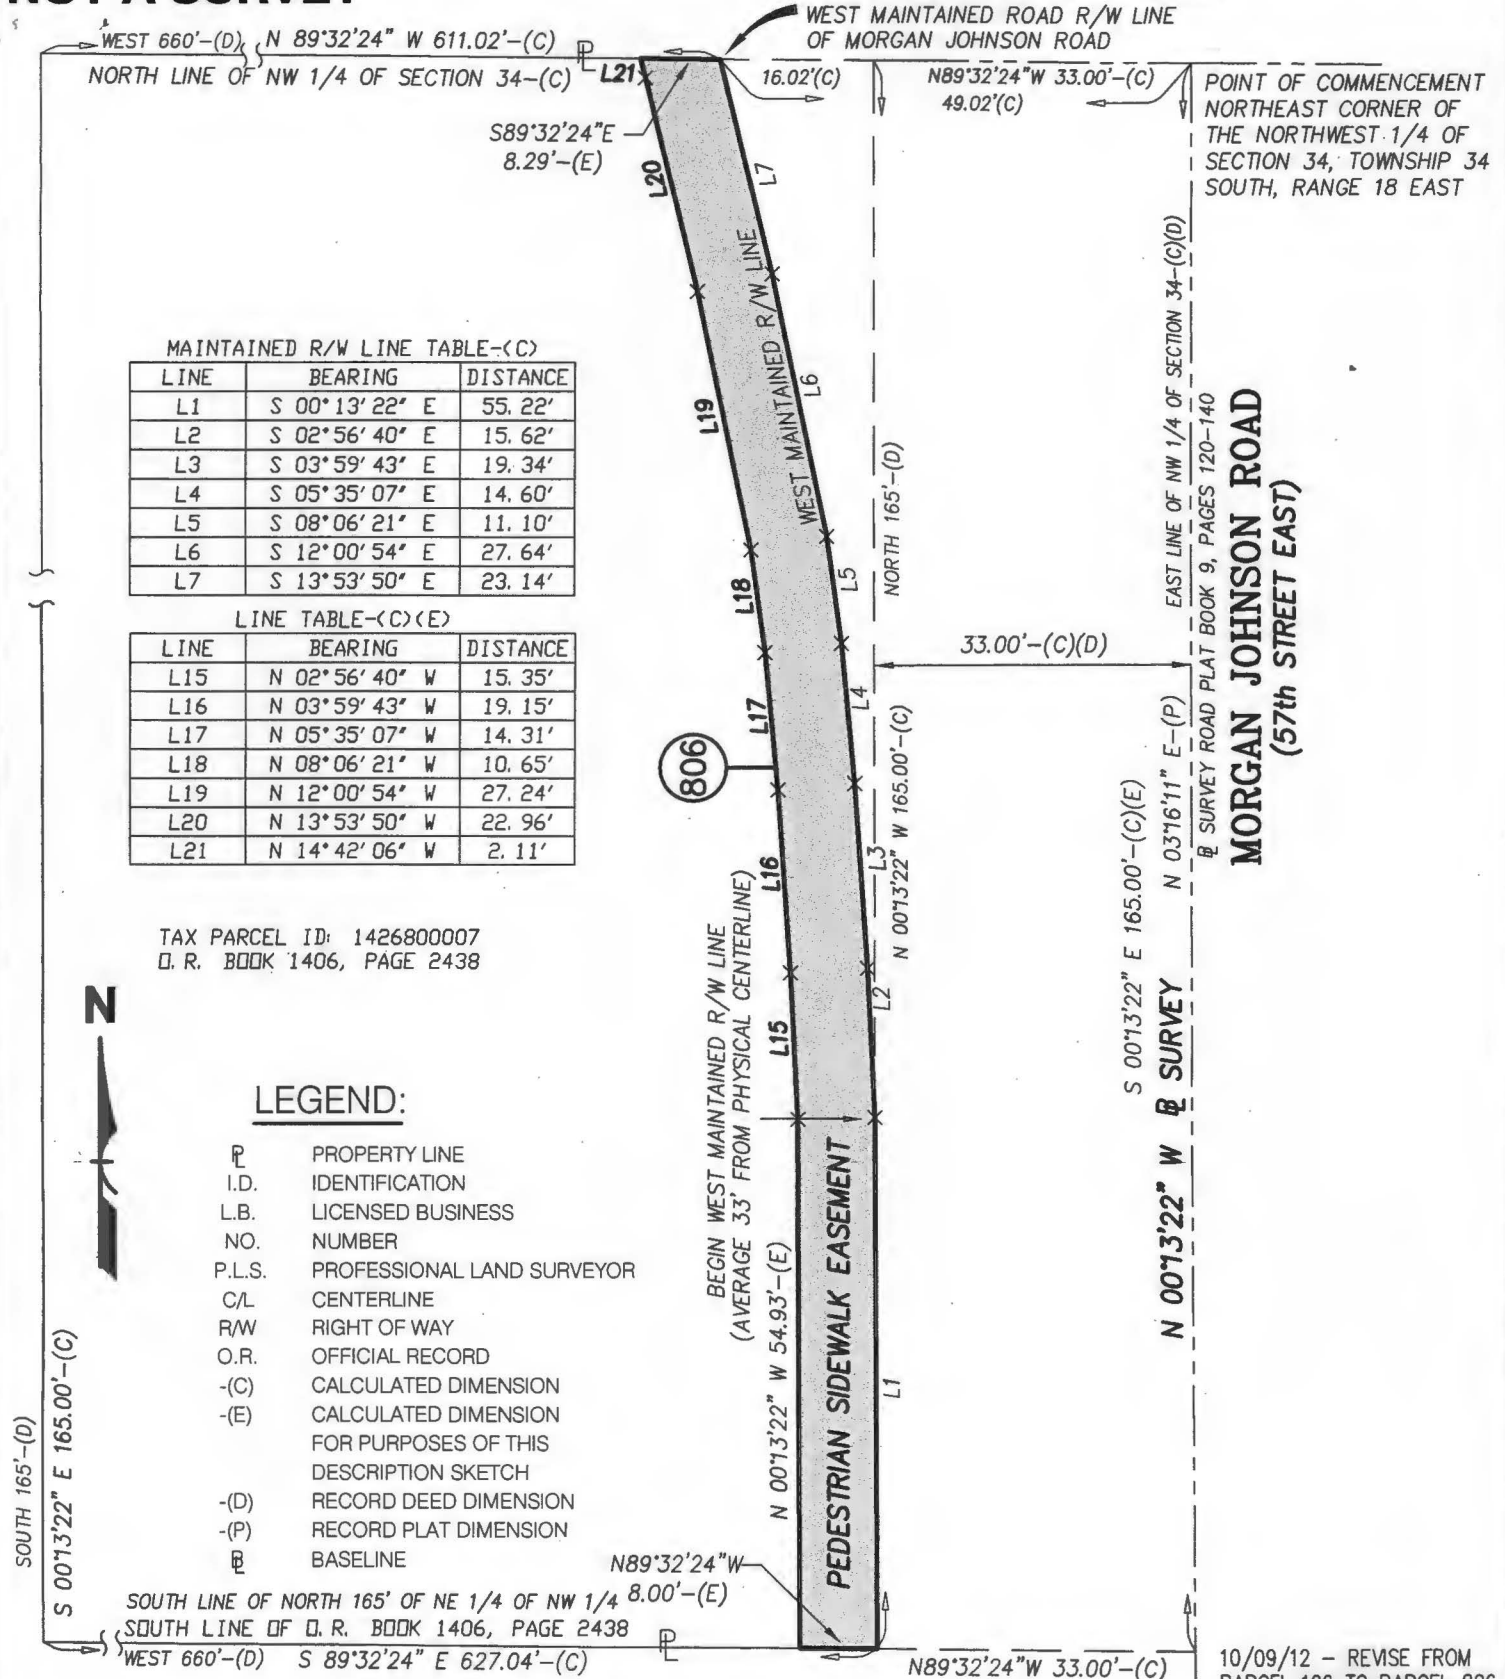 WEST MAINTAINED ROAD R/W LINE
OF MORGAN JOHNSON ROAD
WEST 660'-(D)
N 89°32'24" W 611.02'-(C)
NORTH LINE OF NW 1/4 OF SECTION 34-(C)
L21
16.02'(C)
N89°32'24"W 33.00'-(C)
49.02'(C)
POINT OF COMMENCEMENT
NORTHEAST CORNER OF
THE NORTHWEST 1/4 OF
SECTION 34, TOWNSHIP 34
SOUTH, RANGE 18 EAST
S89°32'24"E
8.29'-(E)
L20
L7
WEST MAINTAINED R/W LINE
L19
L6
MAINTAINED R/W LINE TABLE-(C)
LINE BEARING DISTANCE
L1 S 00°13'22" E 55.22'
L2 S 02°56'40" E 15.62'
L3 S 03°59'43" E 19.34'
L4 S 05°35'07" E 14.60'
L5 S 08°06'21" E 11.10'
L6 S 12°00'54" E 27.64'
L7 S 13°53'50" E 23.14'
LINE TABLE-(C)(E)
LINE BEARING DISTANCE
L15 N 02°56'40" W 15.35'
L16 N 03°59'43" W 19.15'
L17 N 05°35'07" W 14.31'
L18 N 08°06'21" W 10.65'
L19 N 12°00'54" W 27.24'
L20 N 13°53'50" W 22.96'
L21 N 14°42'06" W 2.11'
L18
L5
NORTH 165'-(D)
EAST LINE OF NW 1/4 OF SECTION 34-(C)(D)
SURVEY ROAD PLAT BOOK 9, PAGES 120-140
MORGAN JOHNSON ROAD
(57th STREET EAST)
33.00'-(C)(D)
L17
L4
806
L16
L3
N 00°13'22" W 165.00'-(C)
N 03°16'11" E-(P)
S 00°13'22" E 165.00'-(C)(E)
N 00°13'22" W ⅊ SURVEY
TAX PARCEL ID: 1426800007
O.R. BOOK 1406, PAGE 2438
N
BEGIN WEST MAINTAINED R/W LINE
(AVERAGE 33' FROM PHYSICAL CENTERLINE)
L15
L2
LEGEND:
⅊ PROPERTY LINE
I.D. IDENTIFICATION
L.B. LICENSED BUSINESS
NO. NUMBER
P.L.S. PROFESSIONAL LAND SURVEYOR
C/L CENTERLINE
R/W RIGHT OF WAY
O.R. OFFICIAL RECORD
-(C) CALCULATED DIMENSION
-(E) CALCULATED DIMENSION
FOR PURPOSES OF THIS
DESCRIPTION SKETCH
-(D) RECORD DEED DIMENSION
-(P) RECORD PLAT DIMENSION
BASELINE
N 00°13'22" W 54.93'-(E)
PEDESTRIAN SIDEWALK EASEMENT
L1
SOUTH 165'-(D)
S 00°13'22" E 165.00'-(C)
N89°32'24"W
8.00'-(E)
SOUTH LINE OF NORTH 165' OF NE 1/4 OF NW 1/4
SOUTH LINE OF O.R. BOOK 1406, PAGE 2438
⅊
WEST 660'-(D) S 89°32'24" E 627.04'-(C)
N89°32'24"W 33.00'-(C)
10/09/12 - REVISE FROM